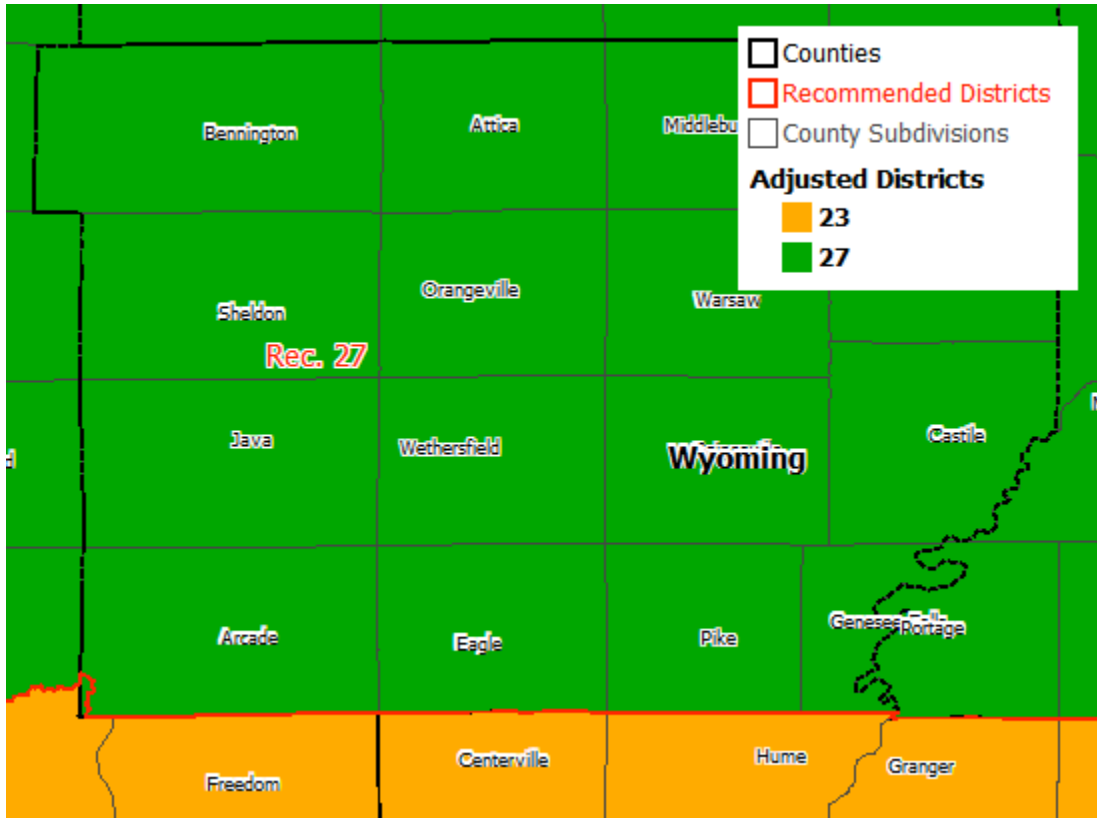 Counties
Recommended Districts
County Subdivisions
Adjusted Districts
23
27
Bennington
Attica
Middlebu
Sheldon
Orangeville
Warsaw
Rec. 27
Java
Wethersfield
Wyoming
Castile
Arcade
Eagle
Pike
Portage
Freedom
Centerville
Hume
Granger